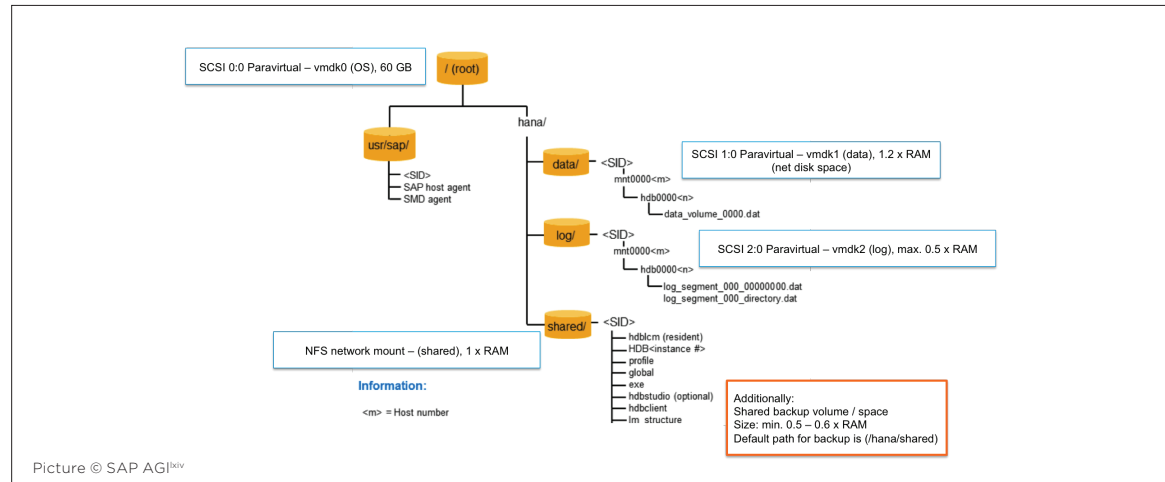 SCSI 0:0 Paravirtual – vmdk0 (OS), 60 GB
/ (root)
hana/
usr/sap/
<SID>
SAP host agent
SMD agent
data/
<SID>
mnt0000<m>
hdb0000<n>
data_volume_0000.dat
SCSI 1:0 Paravirtual – vmdk1 (data), 1.2 x RAM
(net disk space)
log/
<SID>
mnt0000<m>
hdb0000<n>
log_segment_000_00000000.dat
log_segment_000_directory.dat
SCSI 2:0 Paravirtual – vmdk2 (log), max. 0.5 x RAM
shared/
<SID>
hdblcm (resident)
HDB<instance #>
profile
global
exe
hdbstudio (optional)
hdbclient
lm_structure
NFS network mount – (shared), 1 x RAM
Information:
<m> = Host number
Additionally:
Shared backup volume / space
Size: min. 0.5 – 0.6 x RAM
Default path for backup is (/hana/shared)
Picture © SAP AG|lxiv